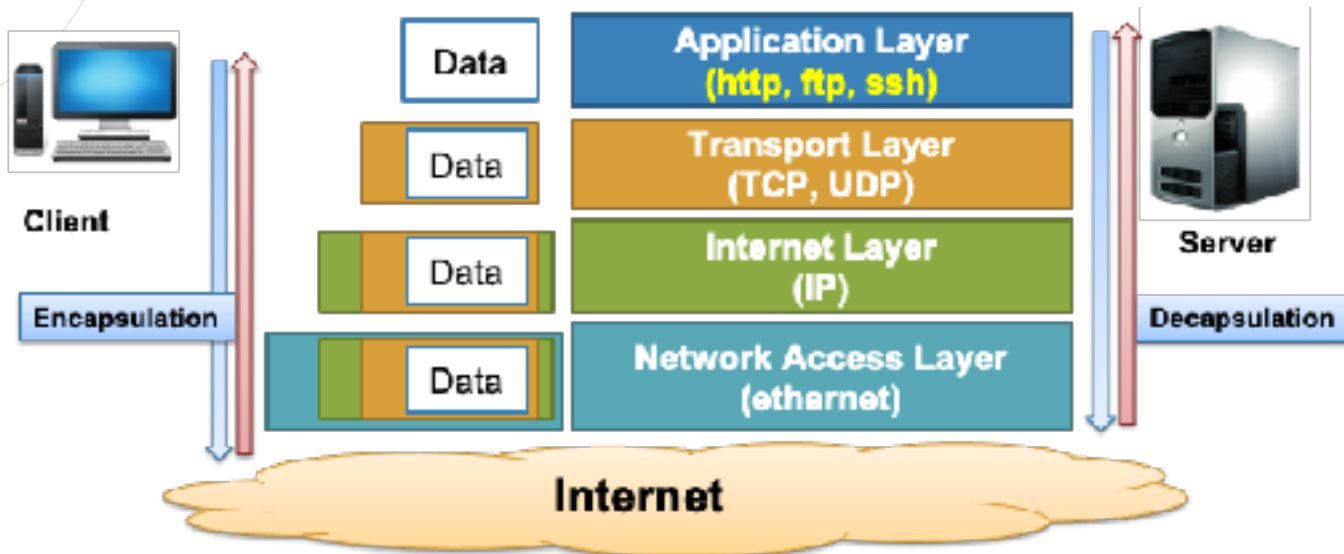 Data
Application Layer
(http, ftp, ssh)
Data
Transport Layer
(TCP, UDP)
Client
Server
Data
Internet Layer
(IP)
Encapsulation
Decapsulation
Data
Network Access Layer
(ethernet)
Internet